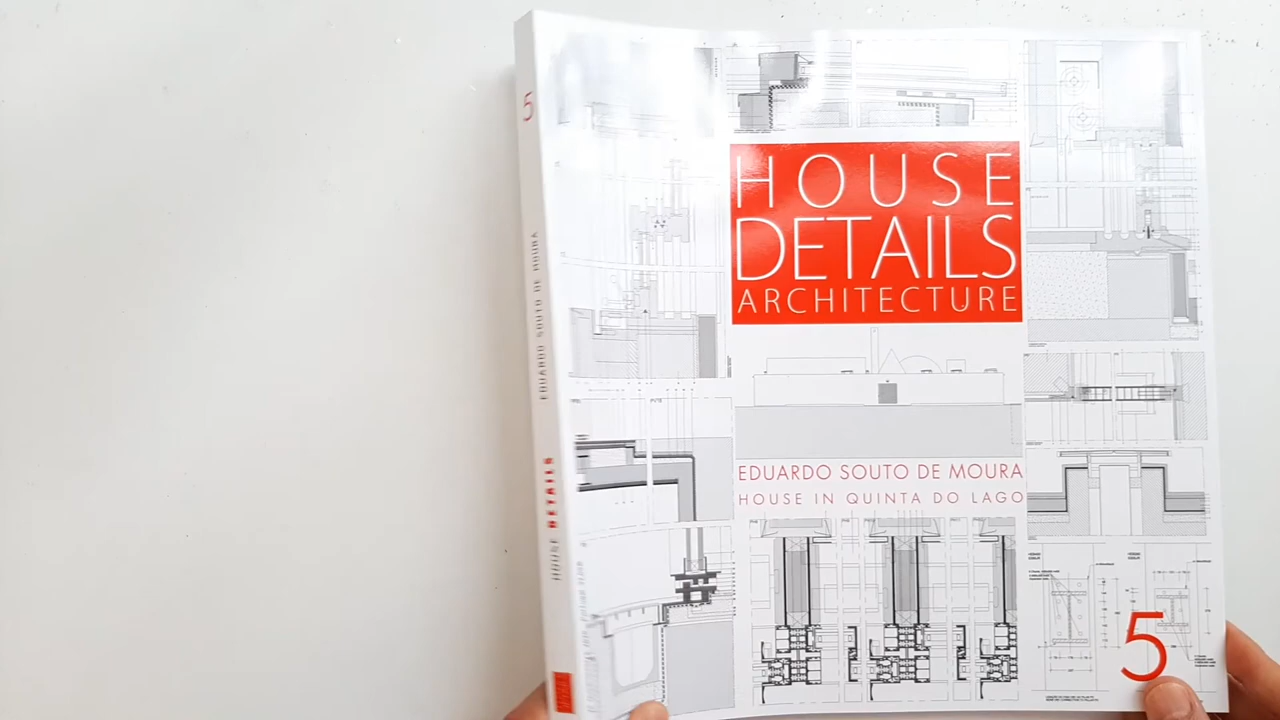 5
EDUARDO SOUTO DE MOURA
HOUSE DETAILS
HOUSE
DETAILS
ARCHITECTURE
EDUARDO SOUTO DE MOURA
HOUSE IN QUINTA DO LAGO
5